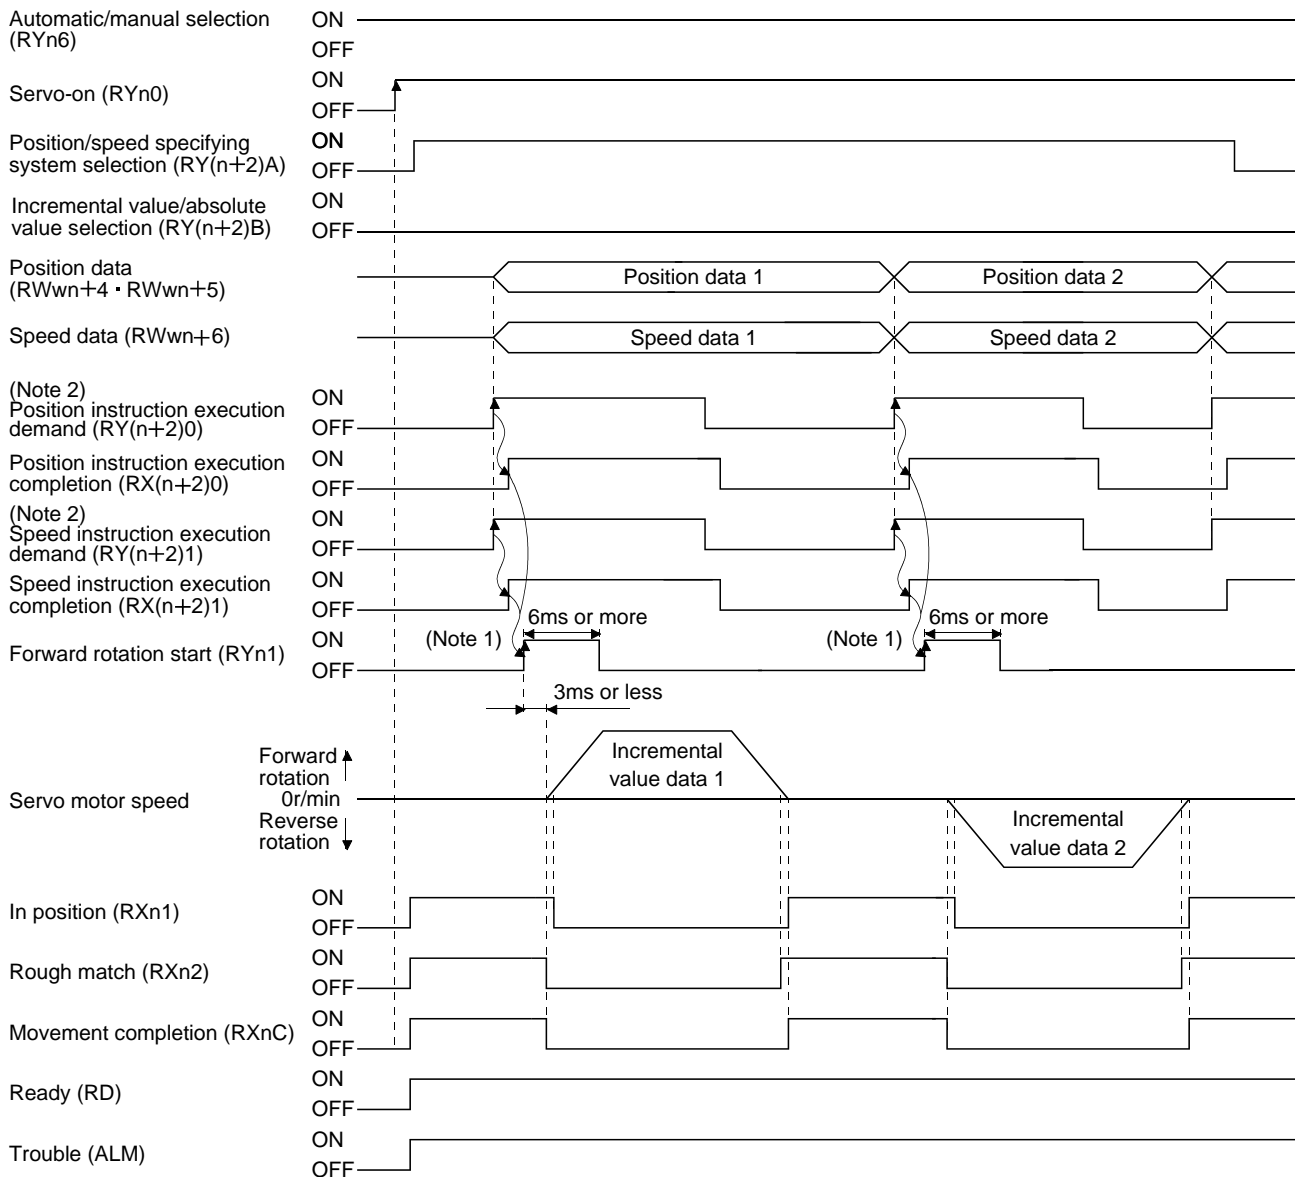 Automatic/manual selection
(RYn6)
ON
OFF
Servo-on (RYn0)
ON
OFF
Position/speed specifying
system selection (RY(n+2)A)
ON
OFF
Incremental value/absolute
value selection (RY(n+2)B)
ON
OFF
Position data
(RWwn+4・RWwn+5)
Position data 1
Position data 2
Speed data (RWwn+6)
Speed data 1
Speed data 2
(Note 2)
Position instruction execution
demand (RY(n+2)0)
ON
OFF
Position instruction execution
completion (RX(n+2)0)
ON
OFF
(Note 2)
Speed instruction execution
demand (RY(n+2)1)
ON
OFF
Speed instruction execution
completion (RX(n+2)1)
ON
OFF
Forward rotation start (RYn1)
ON
OFF
(Note 1)
6ms or more
(Note 1)
6ms or more
3ms or less
Servo motor speed
Forward
rotation
0r/min
Reverse
rotation
Incremental
value data 1
Incremental
value data 2
In position (RXn1)
ON
OFF
Rough match (RXn2)
ON
OFF
Movement completion (RXnC)
ON
OFF
Ready (RD)
ON
OFF
Trouble (ALM)
ON
OFF